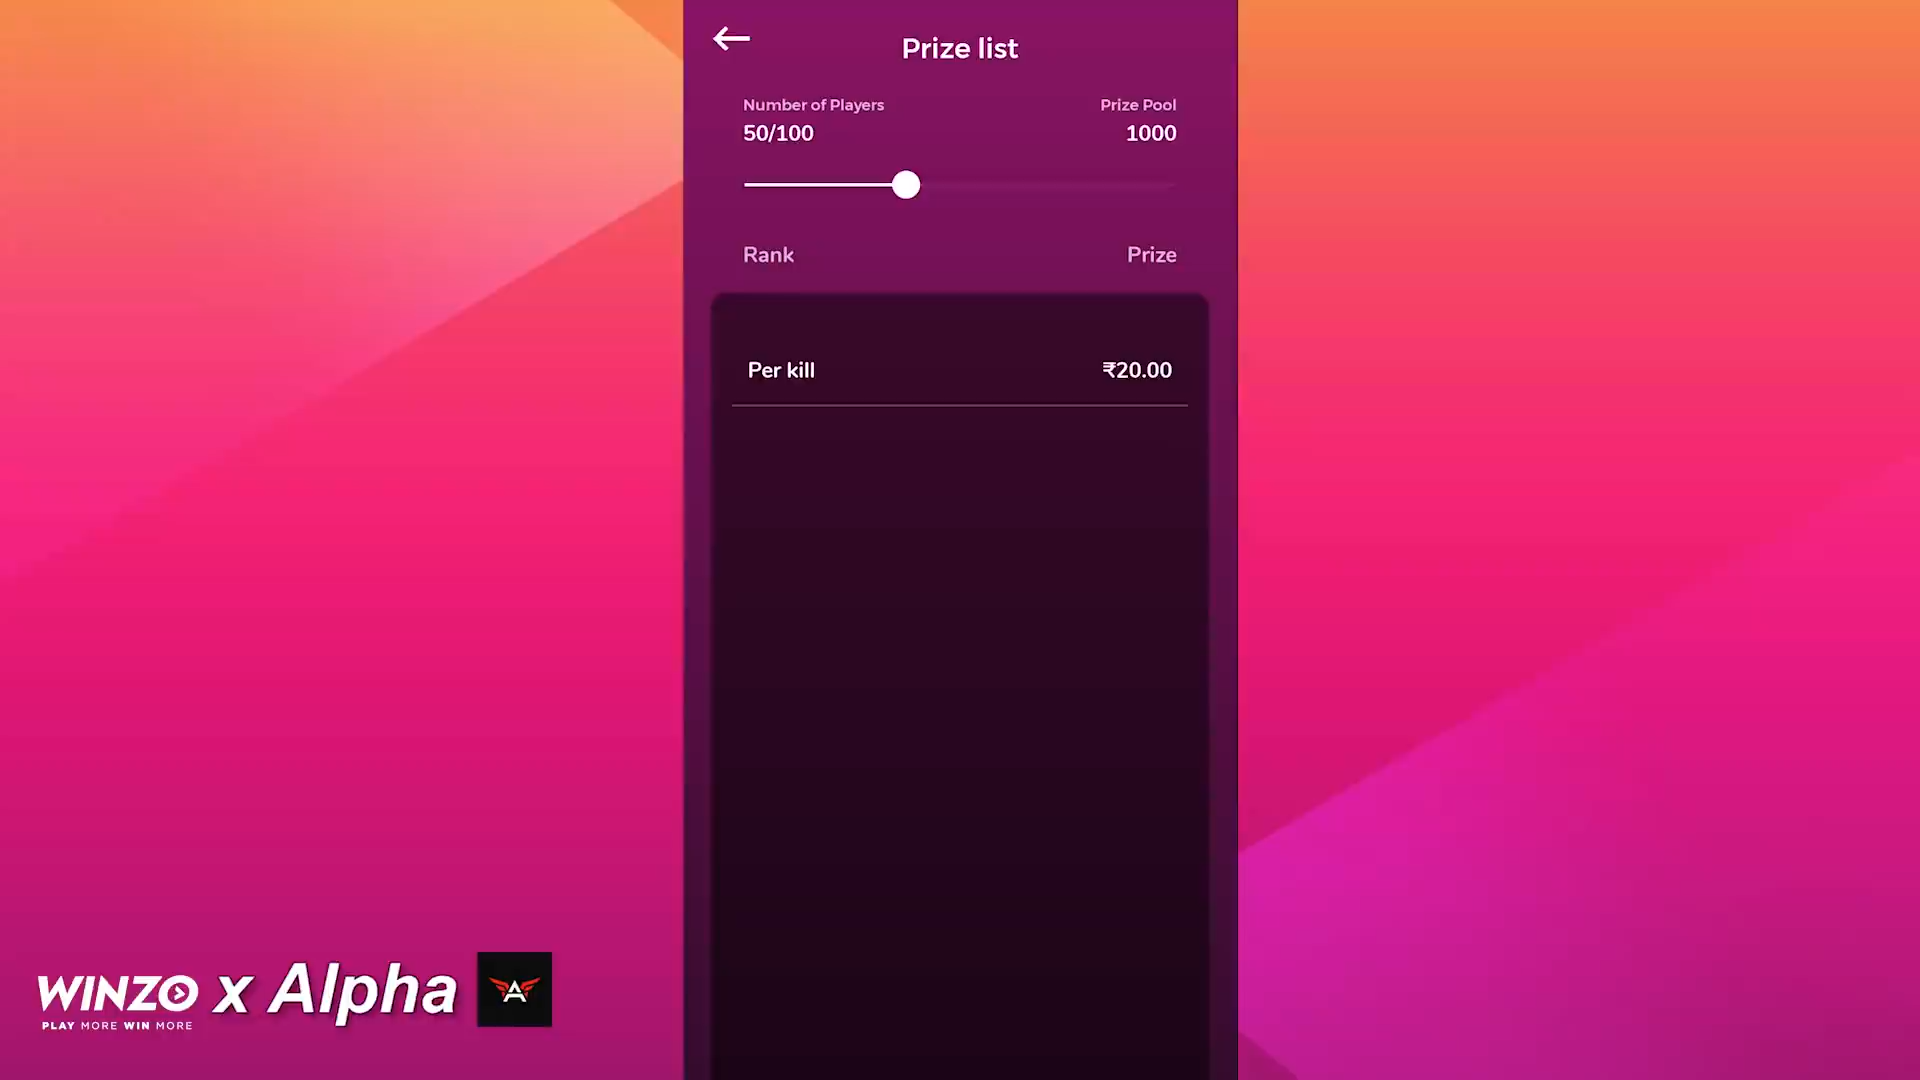 Prize list
Number of Players
Prize Pool
50/100
1000
Rank
Prize
Per kill
₹20.00
WINZO x Alpha
PLAY MORE WIN MORE